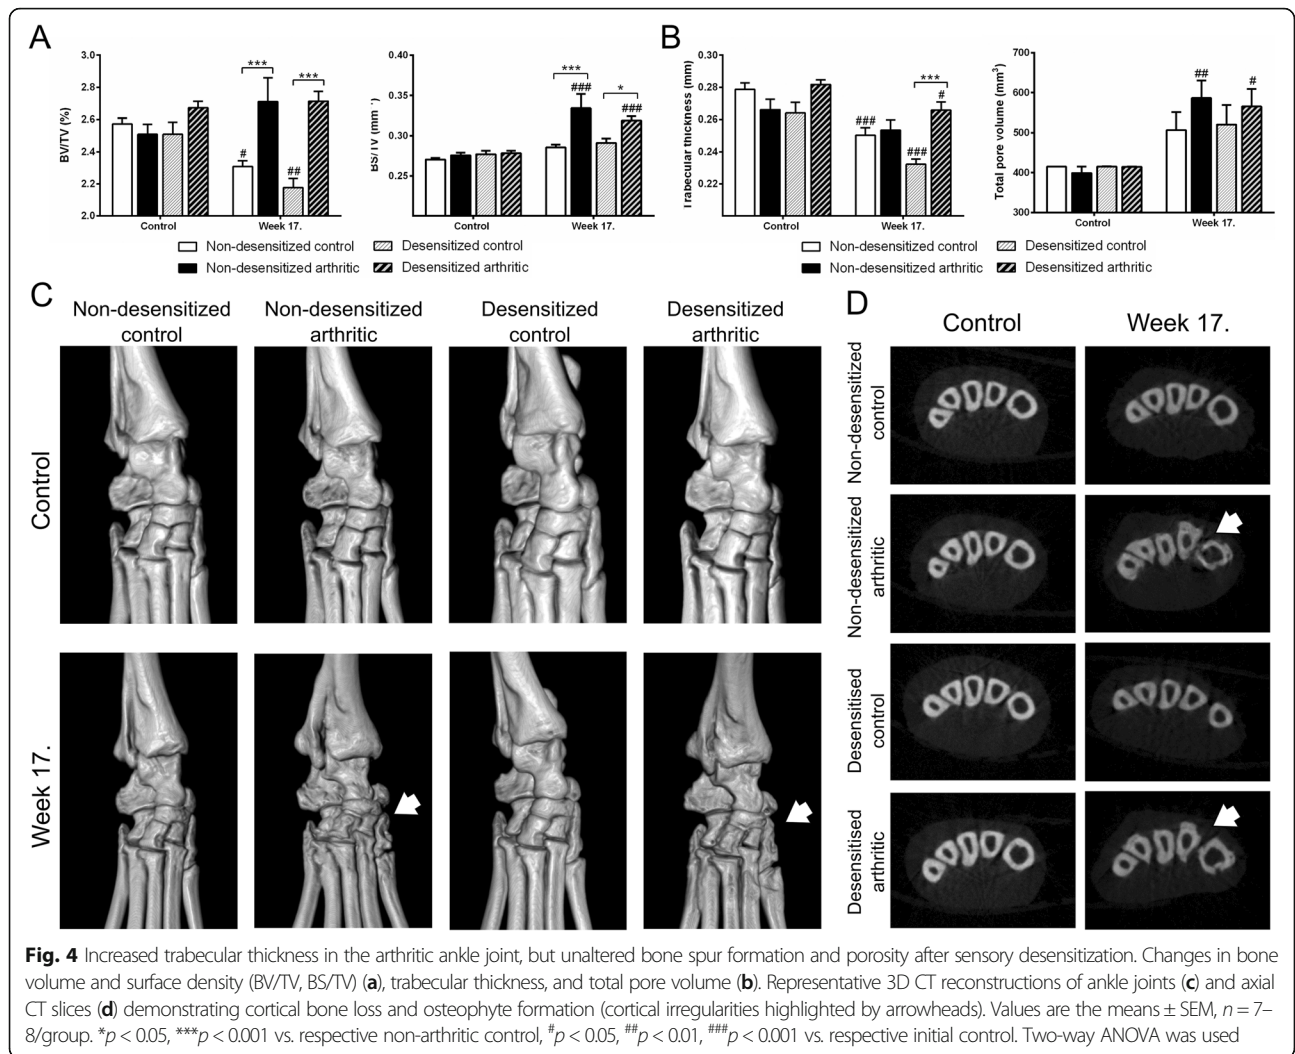 A
B
3.0
2.8
2.6
2.4
2.2
2.0
BV/TV (%)
***
***
#
##
Control
Week 17.
0.40
0.35
0.30
0.25
BS/TV (mm
***
###
*
###
Control
Week 17.
Non-desensitized control
Desensitized control
Non-desensitized arthritic
Desensitized arthritic
0.30
0.28
0.26
0.24
0.22
Trabecular thickness (mm)
***
###
###
#
Control
Week 17.
700
600
500
400
300
Total pore volume (mm³)
##
#
Control
Week 17.
Non-desensitized control
Desensitized control
Non-desensitized arthritic
Desensitized arthritic
C
Non-desensitized
control
Non-desensitized
arthritic
Desensitized
control
Desensitized
arthritic
Control
Week 17.
D
Control
Week 17.
Non-desensitized
control
Non-desensitized
arthritic
Desensitised
control
Desensitised
arthritic
Fig. 4 Increased trabecular thickness in the arthritic ankle joint, but unaltered bone spur formation and porosity after sensory desensitization. Changes in bone
volume and surface density (BV/TV, BS/TV) (a), trabecular thickness, and total pore volume (b). Representative 3D CT reconstructions of ankle joints (c) and axial
CT slices (d) demonstrating cortical bone loss and osteophyte formation (cortical irregularities highlighted by arrowheads). Values are the means ± SEM, n = 7–
8/group. *p < 0.05, ***p < 0.001 vs. respective non-arthritic control, #p < 0.05, ##p < 0.01, ###p < 0.001 vs. respective initial control. Two-way ANOVA was used